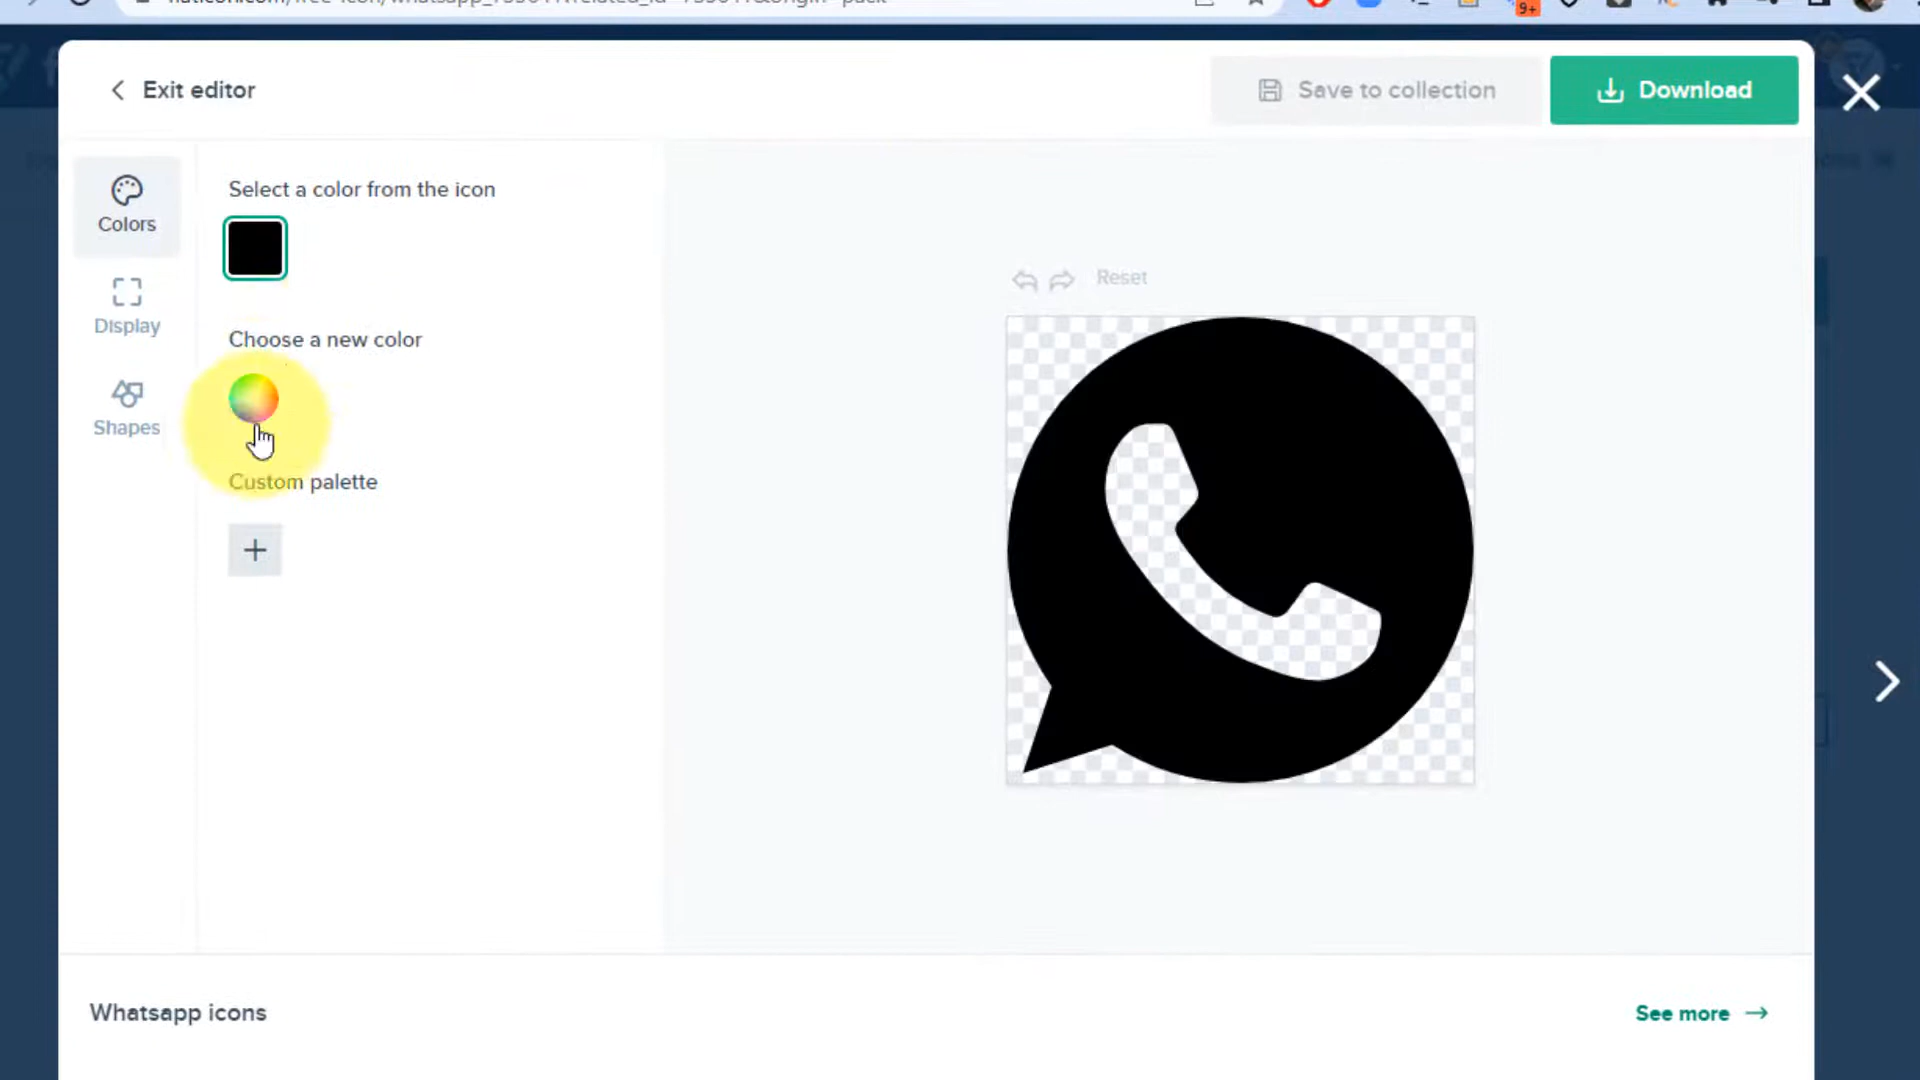 Exit editor
Save to collection
Download
Colors
Display
Shapes
Select a color from the icon
Choose a new color
Custom palette
Reset
Whatsapp icons
See more
9+